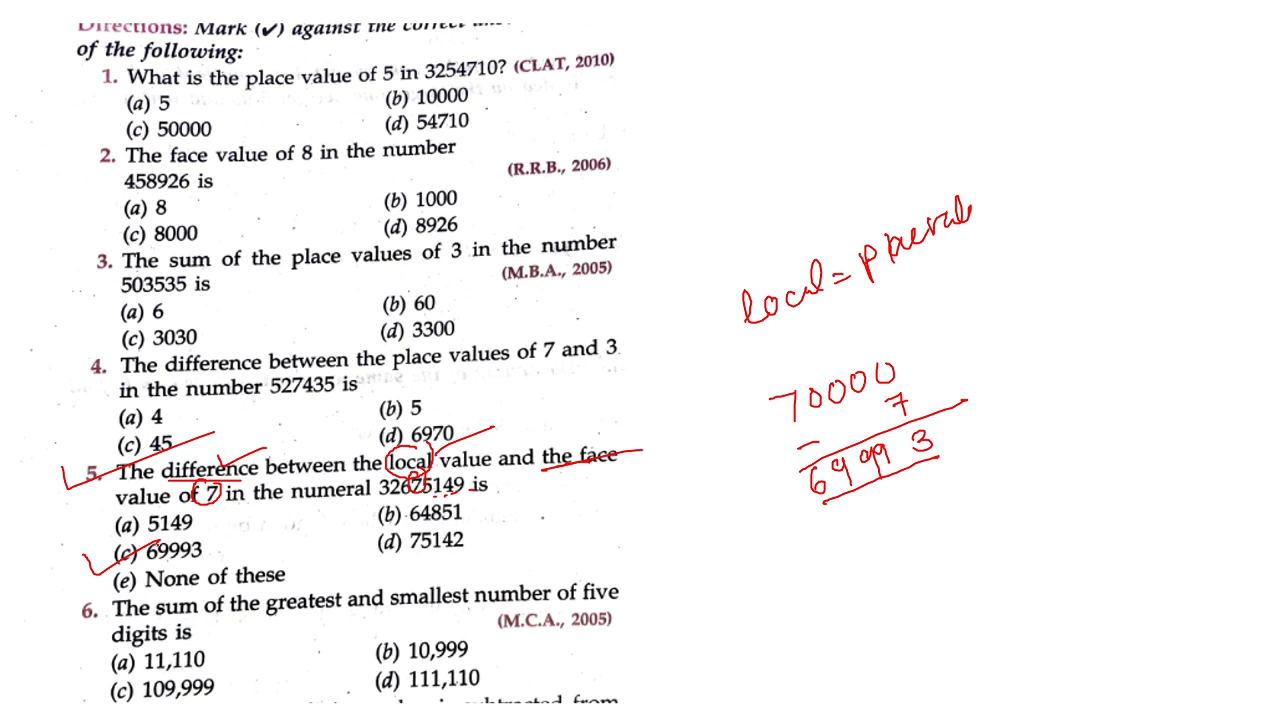 Directions: Mark (✓) against the correct
of the following:
1. What is the place value of 5 in 3254710? (CLAT, 2010)
(a) 5 (b) 10000
(c) 50000 (d) 54710
2. The face value of 8 in the number
458926 is (R.R.B., 2006)
(a) 8 (b) 1000
(c) 8000 (d) 8926
3. The sum of the place values of 3 in the number
503535 is (M.B.A., 2005)
(a) 6 (b) 60
(c) 3030 (d) 3300
4. The difference between the place values of 7 and 3
in the number 527435 is
(a) 4 (b) 5
(c) 45 (d) 6970
5. The difference between the local value and the face
value of 7 in the numeral 32675149 is
(a) 5149 (b) 64851
(c) 69993 (d) 75142
(e) None of these
6. The sum of the greatest and smallest number of five
digits is (M.C.A., 2005)
(a) 11,110 (b) 10,999
(c) 109,999 (d) 111,110
from
local =
70000
7
-
69993